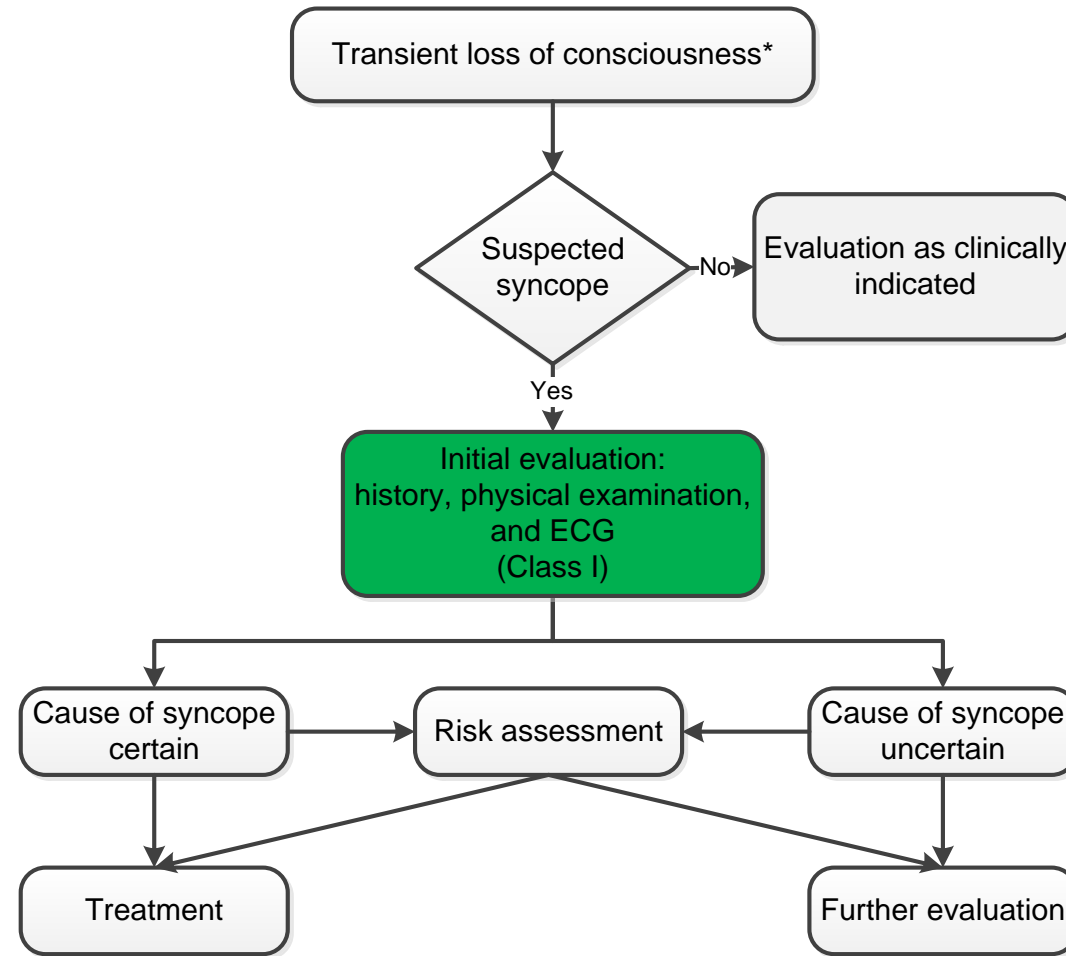 Transient loss of consciousness*
Suspected
syncope
No
Evaluation as clinically
indicated
Yes
Initial evaluation:
history, physical examination,
and ECG
(Class I)
Cause of syncope
certain
Risk assessment
Cause of syncope
uncertain
Treatment
Further evaluation